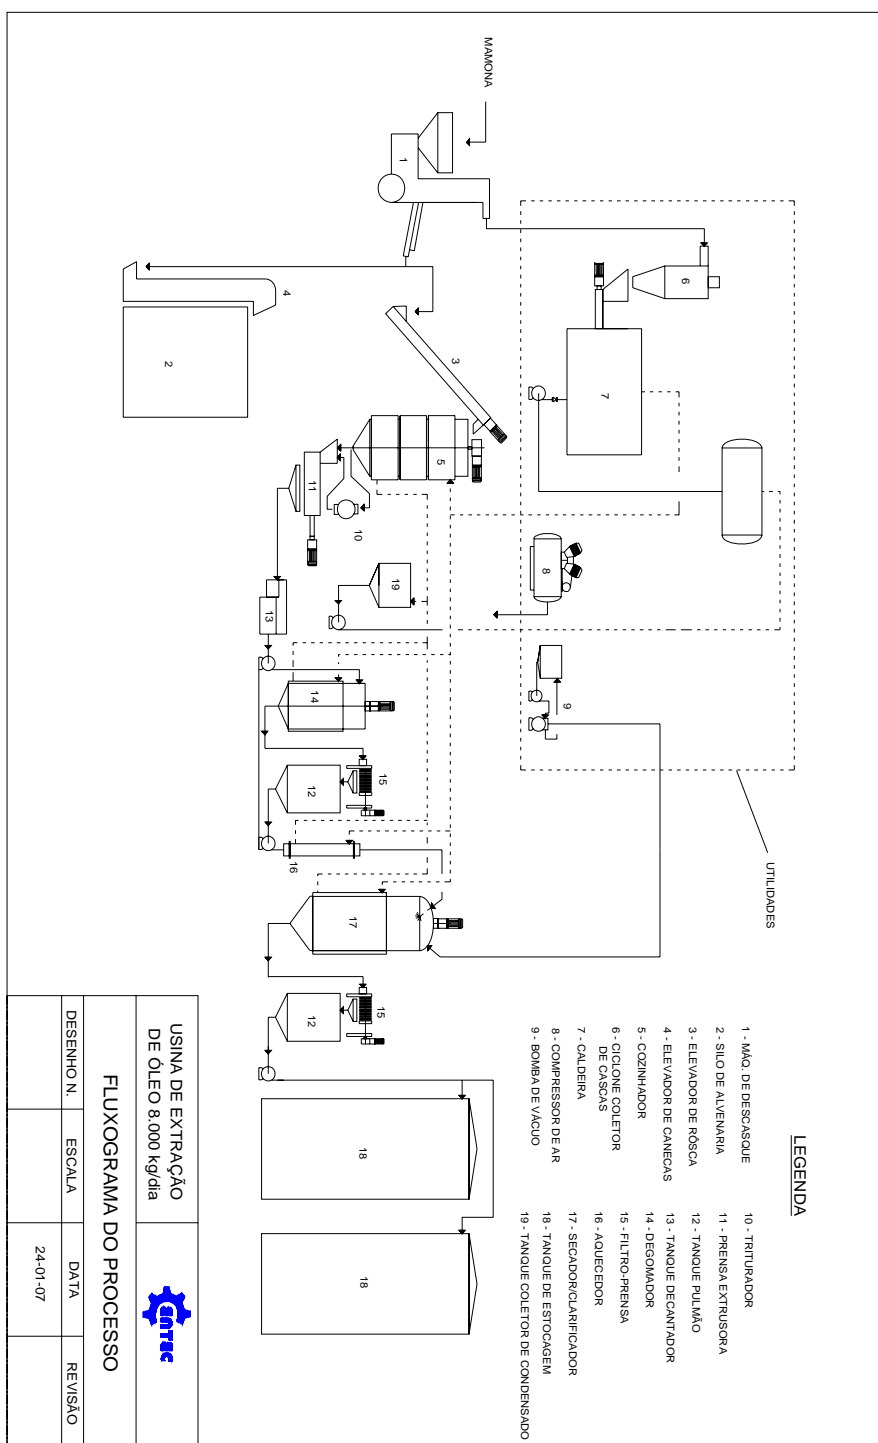 MAMONA
1
2
3
4
5
6
7
8
9
10
11
12
12
13
14
15
15
16
17
18
18
19
UTILIDADES
LEGENDA
1 - MÁQ. DE DESCASQUE
2 - SILO DE ALVENARIA
3 - ELEVADOR DE RÔSCA
4 - ELEVADOR DE CANECAS
5 - COZINHADOR
6 - CICLONE COLETOR
DE CASCAS
7 - CALDEIRA
8 - COMPRESSOR DE AR
9 - BOMBA DE VÁCUO
10 - TRITURADOR
11 - PRENSA EXTRUSORA
12 - TANQUE PULMÃO
13 - TANQUE DECANTADOR
14 - DEGOMADOR
15 - FILTRO-PRENSA
16 - AQUECEDOR
17 - SECADOR/CLARIFICADOR
18 - TANQUE DE ESTOCAGEM
19 - TANQUE COLETOR DE CONDENSADO
USINA DE EXTRAÇÃO
DE ÓLEO 8.000 kg/dia
ENTEC
FLUXOGRAMA DO PROCESSO
DESENHO N.
ESCALA
DATA
REVISÃO
24-01-07